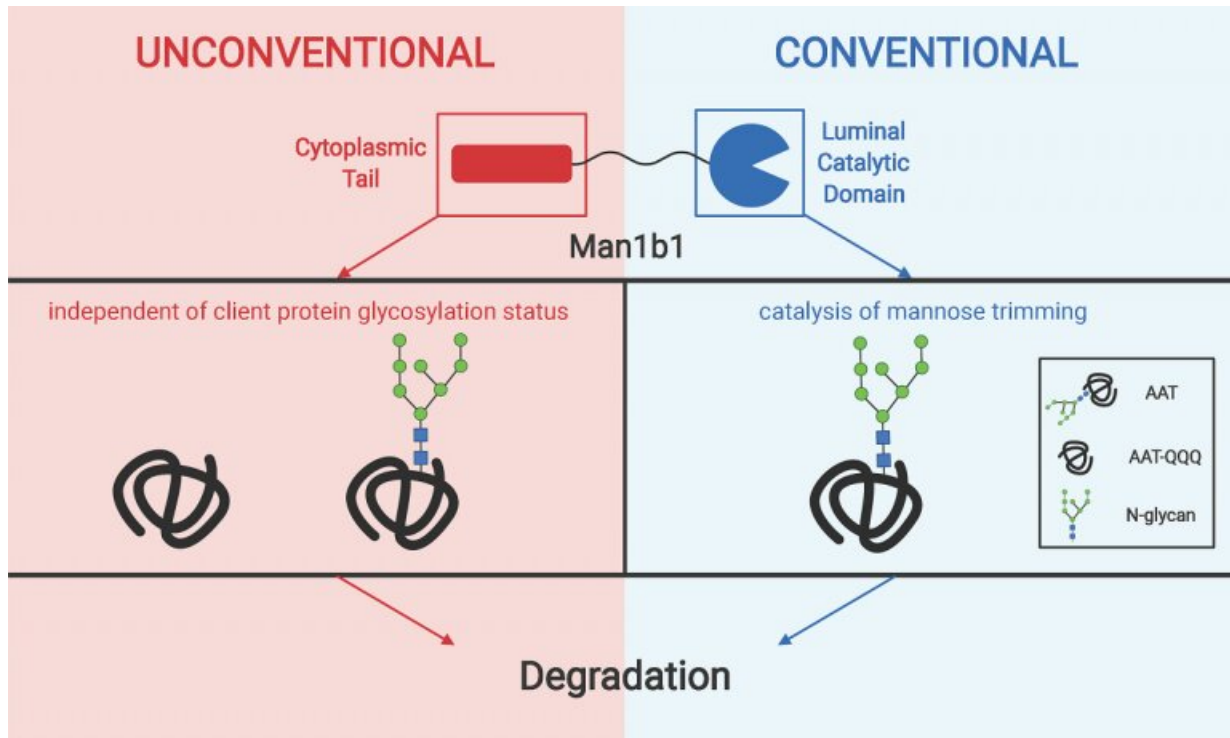 UNCONVENTIONAL
CONVENTIONAL
Cytoplasmic
Tail
Luminal
Catalytic
Domain
Man1b1
independent of client protein glycosylation status
catalysis of mannose trimming
AAT
AAT-QQQ
N-glycan
Degradation